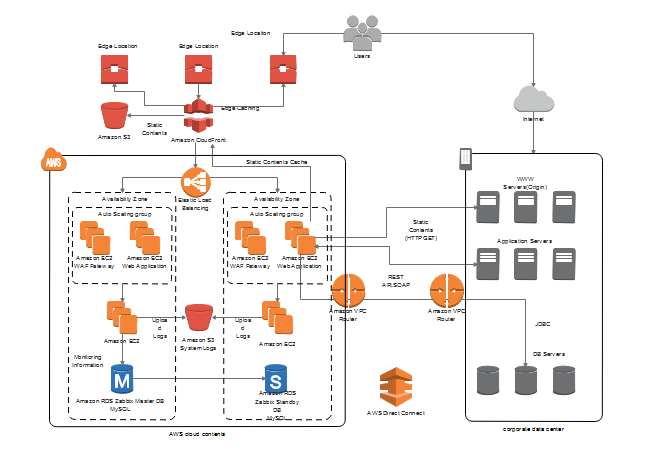 Edge Location
Edge Location
Edge Location
Users
Internet
Amazon S3
Static
Contents
Edge Caching
Amazon CloudFront
AWS
Static Contents Cache
Elastic Load
Balancing
Availability Zone
Availability Zone
Auto Scaling group
Auto Scaling group
Amazon EC2
WAF Fateway
Amazon EC2
Web Application
Amazon EC2
WAF Fateway
Amazon EC2
Web Application
WWW
Servers(Origin)
Static
Contents
(HTTP GET)
Application Servers
REST
API,SOAP
Amazon VPC
Router
Amazon VPC
Router
JDBC
DB Servers
Amazon EC2
Uploa
d
Logs
Amazon S3
System Logs
Uploa
d
Logs
Amazon EC2
Monitoring
Information
M
S
Amazon RDS Zabbix Master DB
MySQL
Amazon RDS
Zabbix Standby
DB
MySQL
AWS Direct Connect
AWS cloud contents
corporate data center